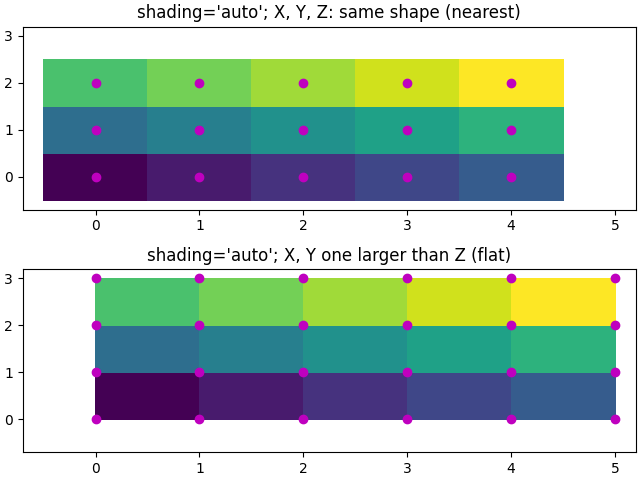 shading='auto'; X, Y, Z: same shape (nearest)
3
2
1
0
0 1 2 3 4 5
shading='auto'; X, Y one larger than Z (flat)
3
2
1
0
0 1 2 3 4 5